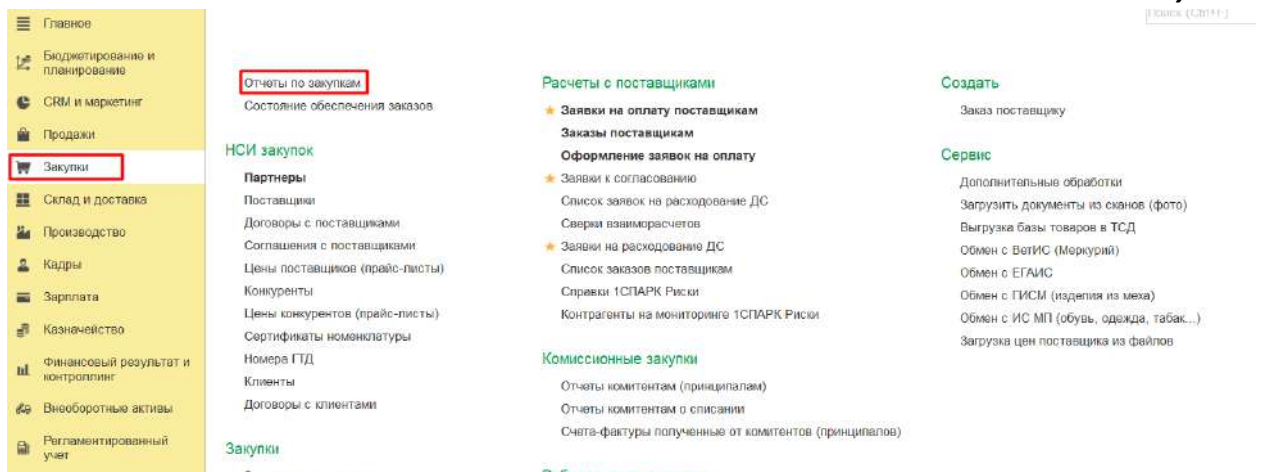 Поиск (Ctrl+F)
Главное
Бюджетирование и
планирование
CRM и маркетинг
Продажи
Закупки
Склад и доставка
Производство
Кадры
Зарплата
Казначейство
Финансовый результат и
контроллинг
Внеоборотные активы
Регламентированный
учет
Отчеты по закупкам
Состояние обеспечения заказов
НСИ закупок
Партнеры
Поставщики
Договоры с поставщиками
Соглашения с поставщиками
Цены поставщиков (прайс-листы)
Конкуренты
Цены конкурентов (прайс-листы)
Сертификаты номенклатуры
Номера ГТД
Клиенты
Договоры с клиентами
Закупки
Расчеты с поставщиками
Заявки на оплату поставщикам
Заказы поставщикам
Оформление заявок на оплату
Заявки к согласованию
Список заявок на расходование ДС
Сверки взаиморасчетов
Заявки на расходование ДС
Список заказов поставщикам
Справки 1СПАРК Риски
Контрагенты на мониторинге 1СПАРК Риски
Комиссионные закупки
Отчеты комитентам (принципалам)
Отчеты комитентам о списании
Счета-фактуры полученные от комитентов (принципалов)
Создать
Заказ поставщику
Сервис
Дополнительные обработки
Загрузить документы из сканов (фото)
Выгрузка базы товаров в ТСД
Обмен с ВетИС (Меркурий)
Обмен с ЕГАИС
Обмен с ГИСМ (изделия из меха)
Обмен с ИС МП (обувь, одежда, табак...)
Загрузка цен поставщика из файлов